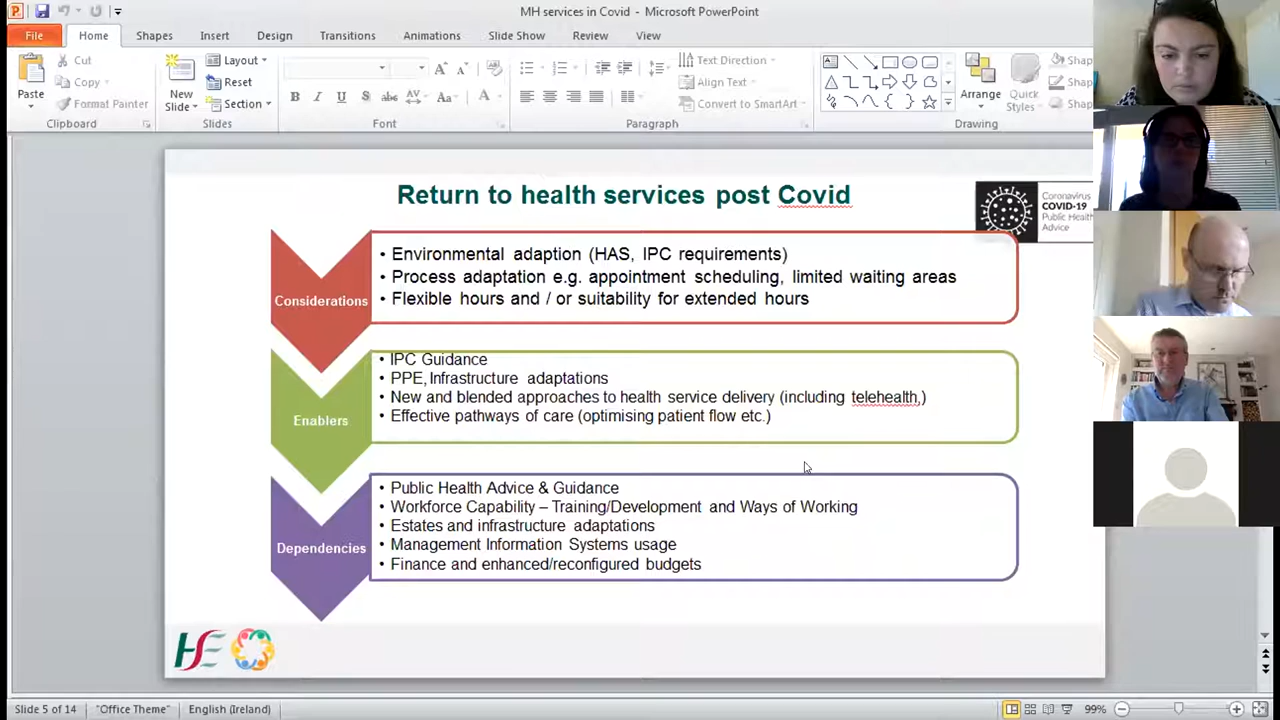 MH services in Covid - Microsoft PowerPoint
File Home Shapes Insert Design Transitions Animations Slide Show Review View
Paste
Cut
Copy
Format Painter
Clipboard
New
Slide
Layout
Reset
Section
Slides
B I U S abc AV Aa A
Font
Text Direction
Align Text
Convert to SmartArt
Paragraph
Arrange
Quick
Styles
Shap
Shap
Shap
Drawing
Return to health services post Covid
Coronavirus
COVID-19
Public Health
Advice
Considerations
• Environmental adaption (HAS, IPC requirements)
• Process adaptation e.g. appointment scheduling, limited waiting areas
• Flexible hours and / or suitability for extended hours
Enablers
• IPC Guidance
• PPE, Infrastructure adaptations
• New and blended approaches to health service delivery (including telehealth,)
• Effective pathways of care (optimising patient flow etc.)
Dependencies
• Public Health Advice & Guidance
• Workforce Capability – Training/Development and Ways of Working
• Estates and infrastructure adaptations
• Management Information Systems usage
• Finance and enhanced/reconfigured budgets
HSE
Slide 5 of 14 "Office Theme" English (Ireland) 99%